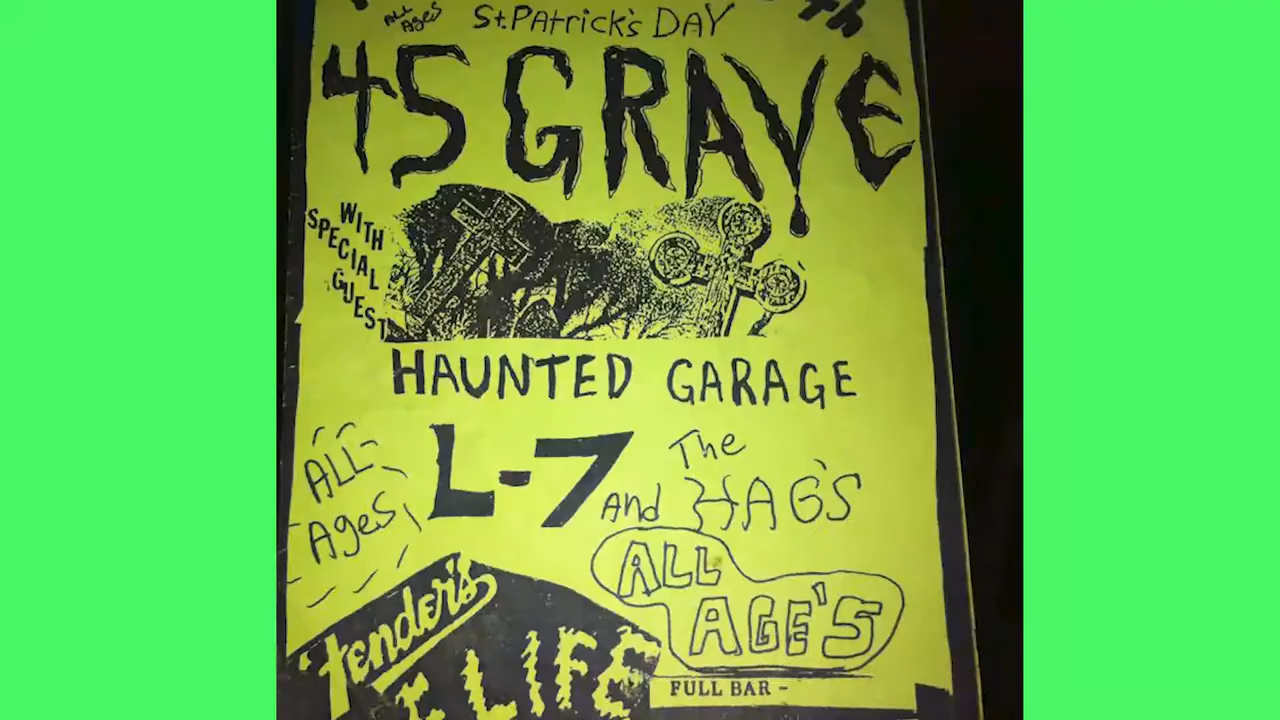 ALL Ages St.PAtrick's DAY
45 GRAVE
WITH
SPECIAL
GUEST
HAUNTED GARAGE
L-7 The
And HAG'S
ALL-
Ages
ALL
AGE'S
Fender's
LIFE
FULL BAR -